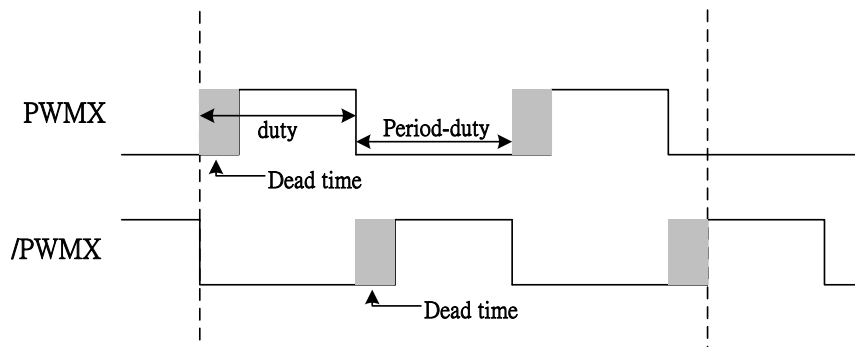 PWMX
duty
Period-duty
Dead time
/PWMX
Dead time